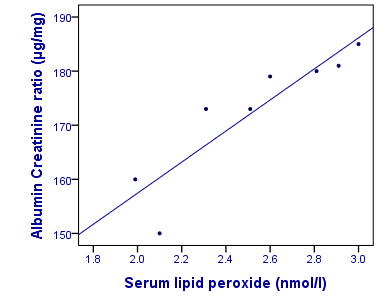 Albumin Creatinine ratio (µg/mg)
190
180
170
160
150
1.8 2.0 2.2 2.4 2.6 2.8 3.0
Serum lipid peroxide (nmol/l)